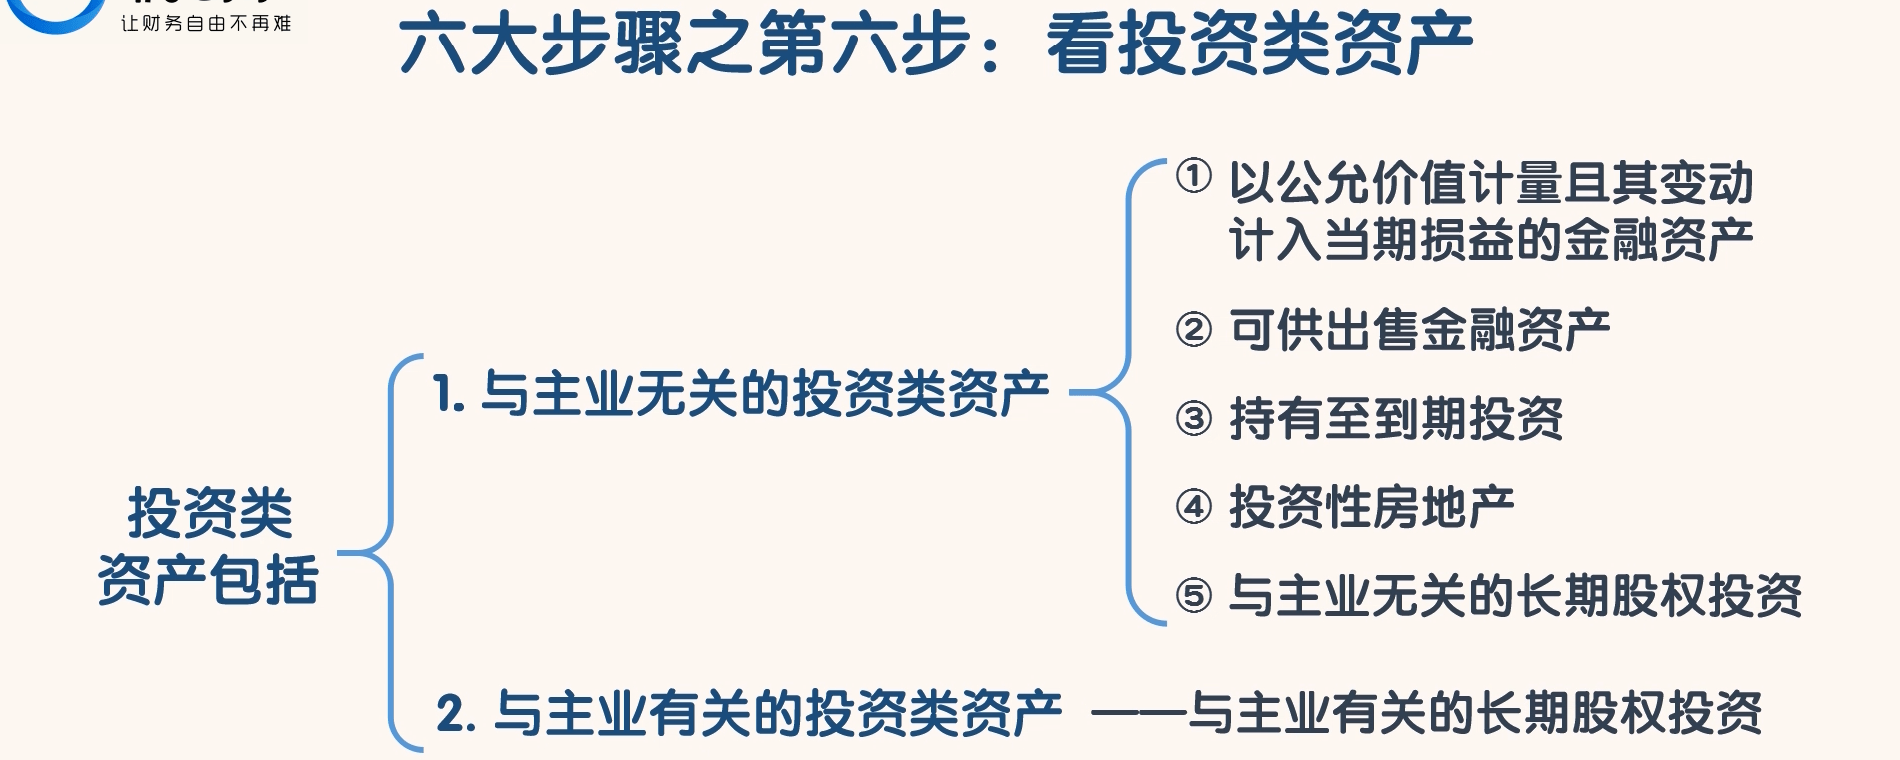 让财务自由不再难
六大步骤之第六步：看投资类资产
投资类
资产包括
1. 与主业无关的投资类资产
① 以公允价值计量且其变动
计入当期损益的金融资产
② 可供出售金融资产
③ 持有至到期投资
④ 投资性房地产
⑤ 与主业无关的长期股权投资
2. 与主业有关的投资类资产 ——与主业有关的长期股权投资